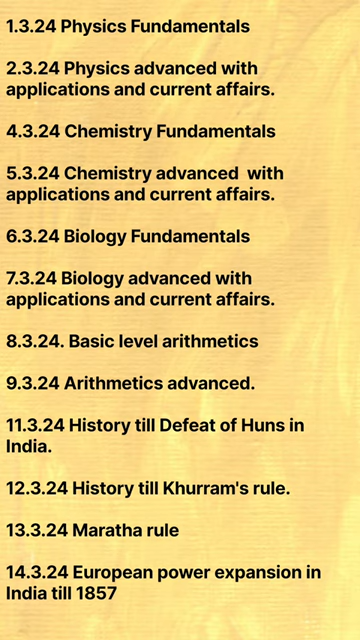 1.3.24 Physics Fundamentals
2.3.24 Physics advanced with
applications and current affairs.
4.3.24 Chemistry Fundamentals
5.3.24 Chemistry advanced  with
applications and current affairs.
6.3.24 Biology Fundamentals
7.3.24 Biology advanced with
applications and current affairs.
8.3.24. Basic level arithmetics
9.3.24 Arithmetics advanced.
11.3.24 History till Defeat of Huns in
India.
12.3.24 History till Khurram's rule.
13.3.24 Maratha rule
14.3.24 European power expansion in
India till 1857